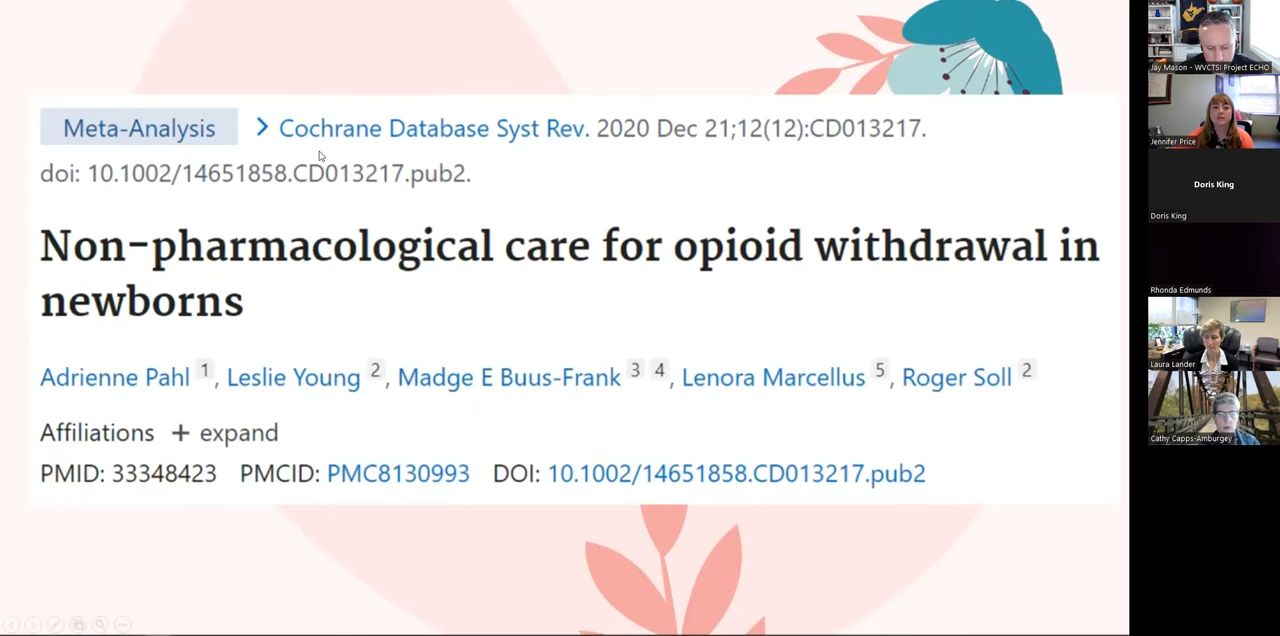 Meta-Analysis > Cochrane Database Syst Rev. 2020 Dec 21;12(12):CD013217.
doi: 10.1002/14651858.CD013217.pub2.
Non-pharmacological care for opioid withdrawal in
newborns
Adrienne Pahl 1, Leslie Young 2, Madge E Buus-Frank 3 4, Lenora Marcellus 5, Roger Soll 2
Affiliations + expand
PMID: 33348423 PMCID: PMC8130993 DOI: 10.1002/14651858.CD013217.pub2
Jay Mason - WVCTSI Project ECHO
Jennifer Price
Doris King
Doris King
Rhonda Edmunds
Laura Lander
Cathy Capps-Amburgey